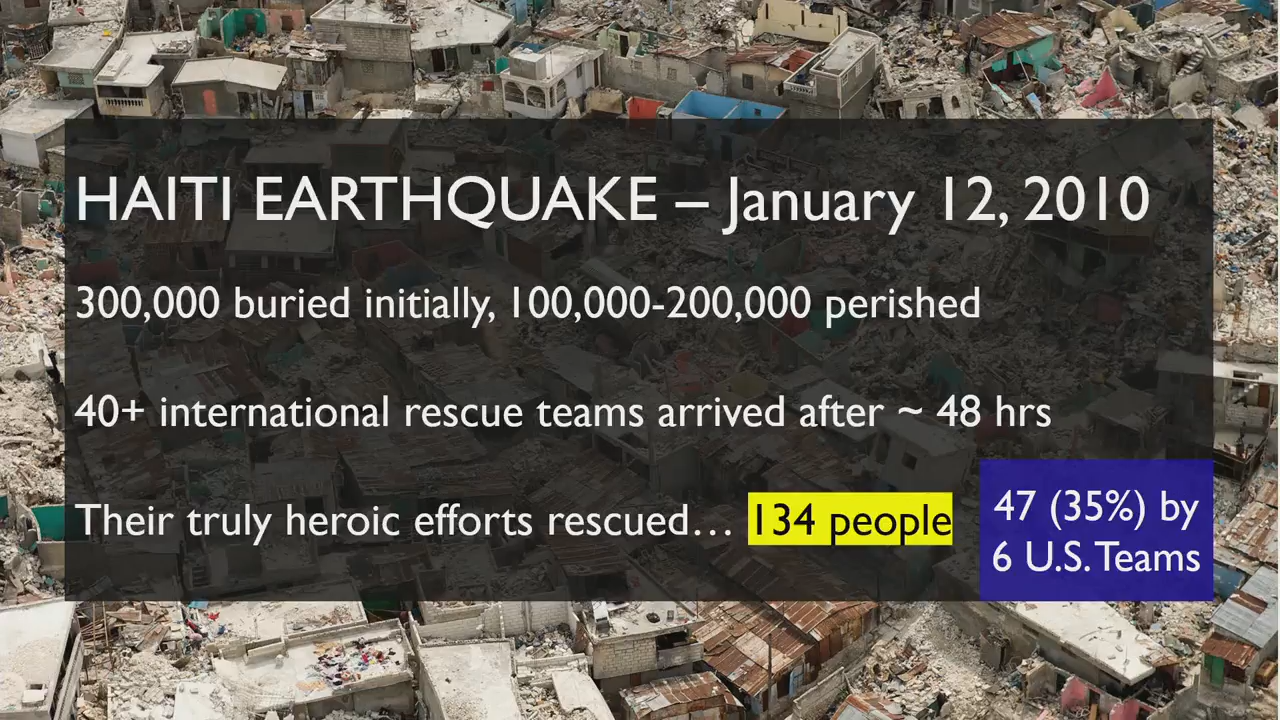 HAITI EARTHQUAKE – January 12, 2010
300,000 buried initially, 100,000-200,000 perished
40+ international rescue teams arrived after ~ 48 hrs
Their truly heroic efforts rescued… 134 people
47 (35%) by
6 U.S. Teams